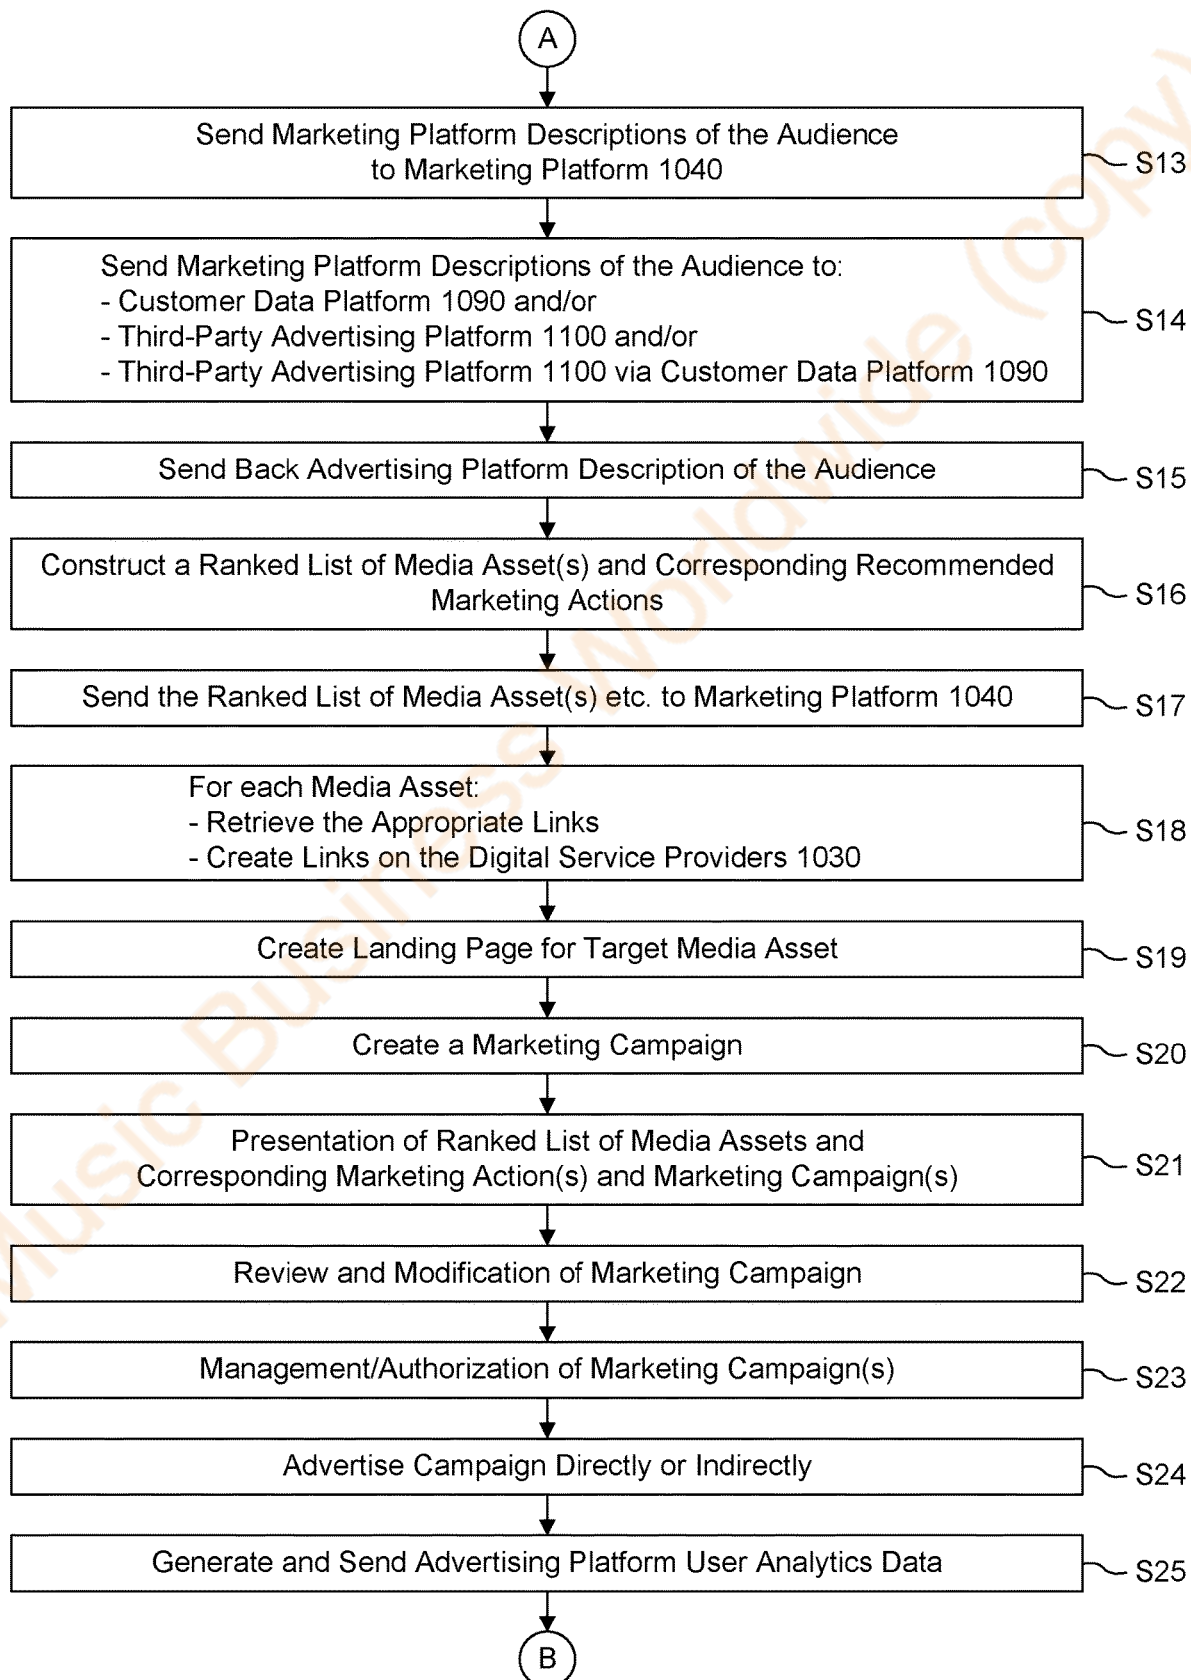 A
Send Marketing Platform Descriptions of the Audience
to Marketing Platform 1040
S13
Send Marketing Platform Descriptions of the Audience to:
- Customer Data Platform 1090 and/or
- Third-Party Advertising Platform 1100 and/or
- Third-Party Advertising Platform 1100 via Customer Data Platform 1090
S14
Send Back Advertising Platform Description of the Audience
S15
Construct a Ranked List of Media Asset(s) and Corresponding Recommended
Marketing Actions
S16
Send the Ranked List of Media Asset(s) etc. to Marketing Platform 1040
S17
For each Media Asset:
- Retrieve the Appropriate Links
- Create Links on the Digital Service Providers 1030
S18
Create Landing Page for Target Media Asset
S19
Create a Marketing Campaign
S20
Presentation of Ranked List of Media Assets and
Corresponding Marketing Action(s) and Marketing Campaign(s)
S21
Review and Modification of Marketing Campaign
S22
Management/Authorization of Marketing Campaign(s)
S23
Advertise Campaign Directly or Indirectly
S24
Generate and Send Advertising Platform User Analytics Data
S25
B
Music Business Worldwide (copy)